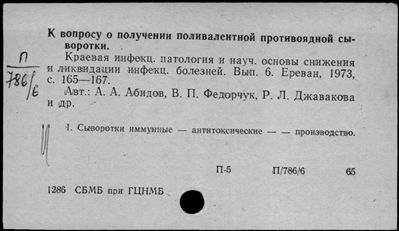 К вопросу о получении поливалентной противоядной сы-
воротки.
П
786/6
Краевая инфекц. патология и науч. основы снижения
и ликвидации инфекц. болезней. Вып. 6. Ереван, 1973,
с. 165—167.
Авт.: А. А. Абидов, В. П. Федорчук, Р. Л. Джавакова
и др.
1. Сыворотки иммунные — антитоксические — — производство.
П-5 П/786/6 65
1286 СБМБ при ГЦНМБ